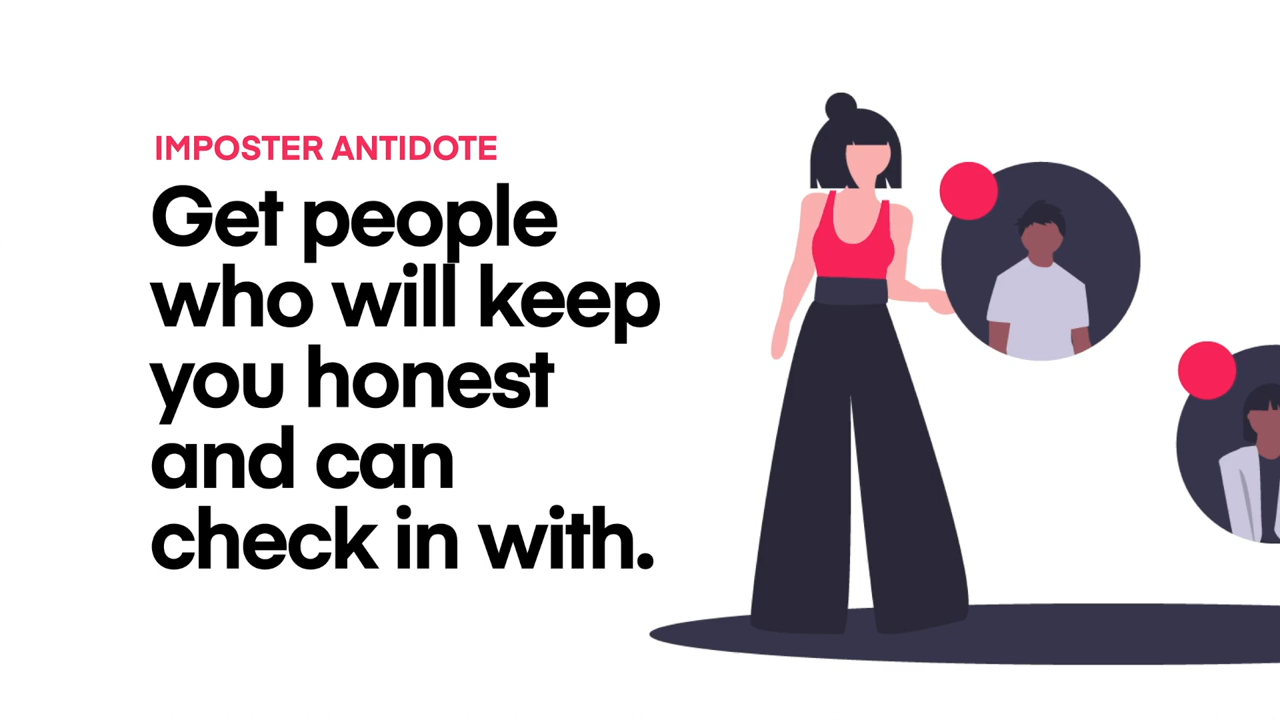 IMPOSTER ANTIDOTE
Get people
who will keep
you honest
and can
check in with.